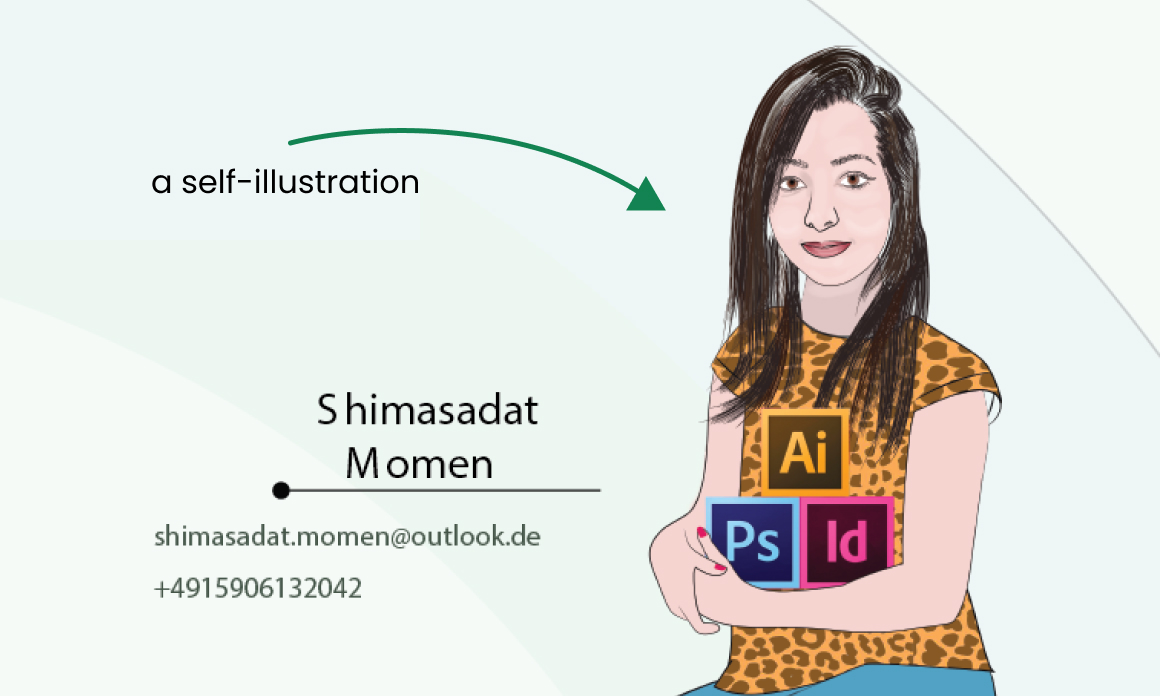 a self-illustration
Shimasadat
Momen
shimasadat.momen@outlook.de
+4915906132042
Ai
Ps Id